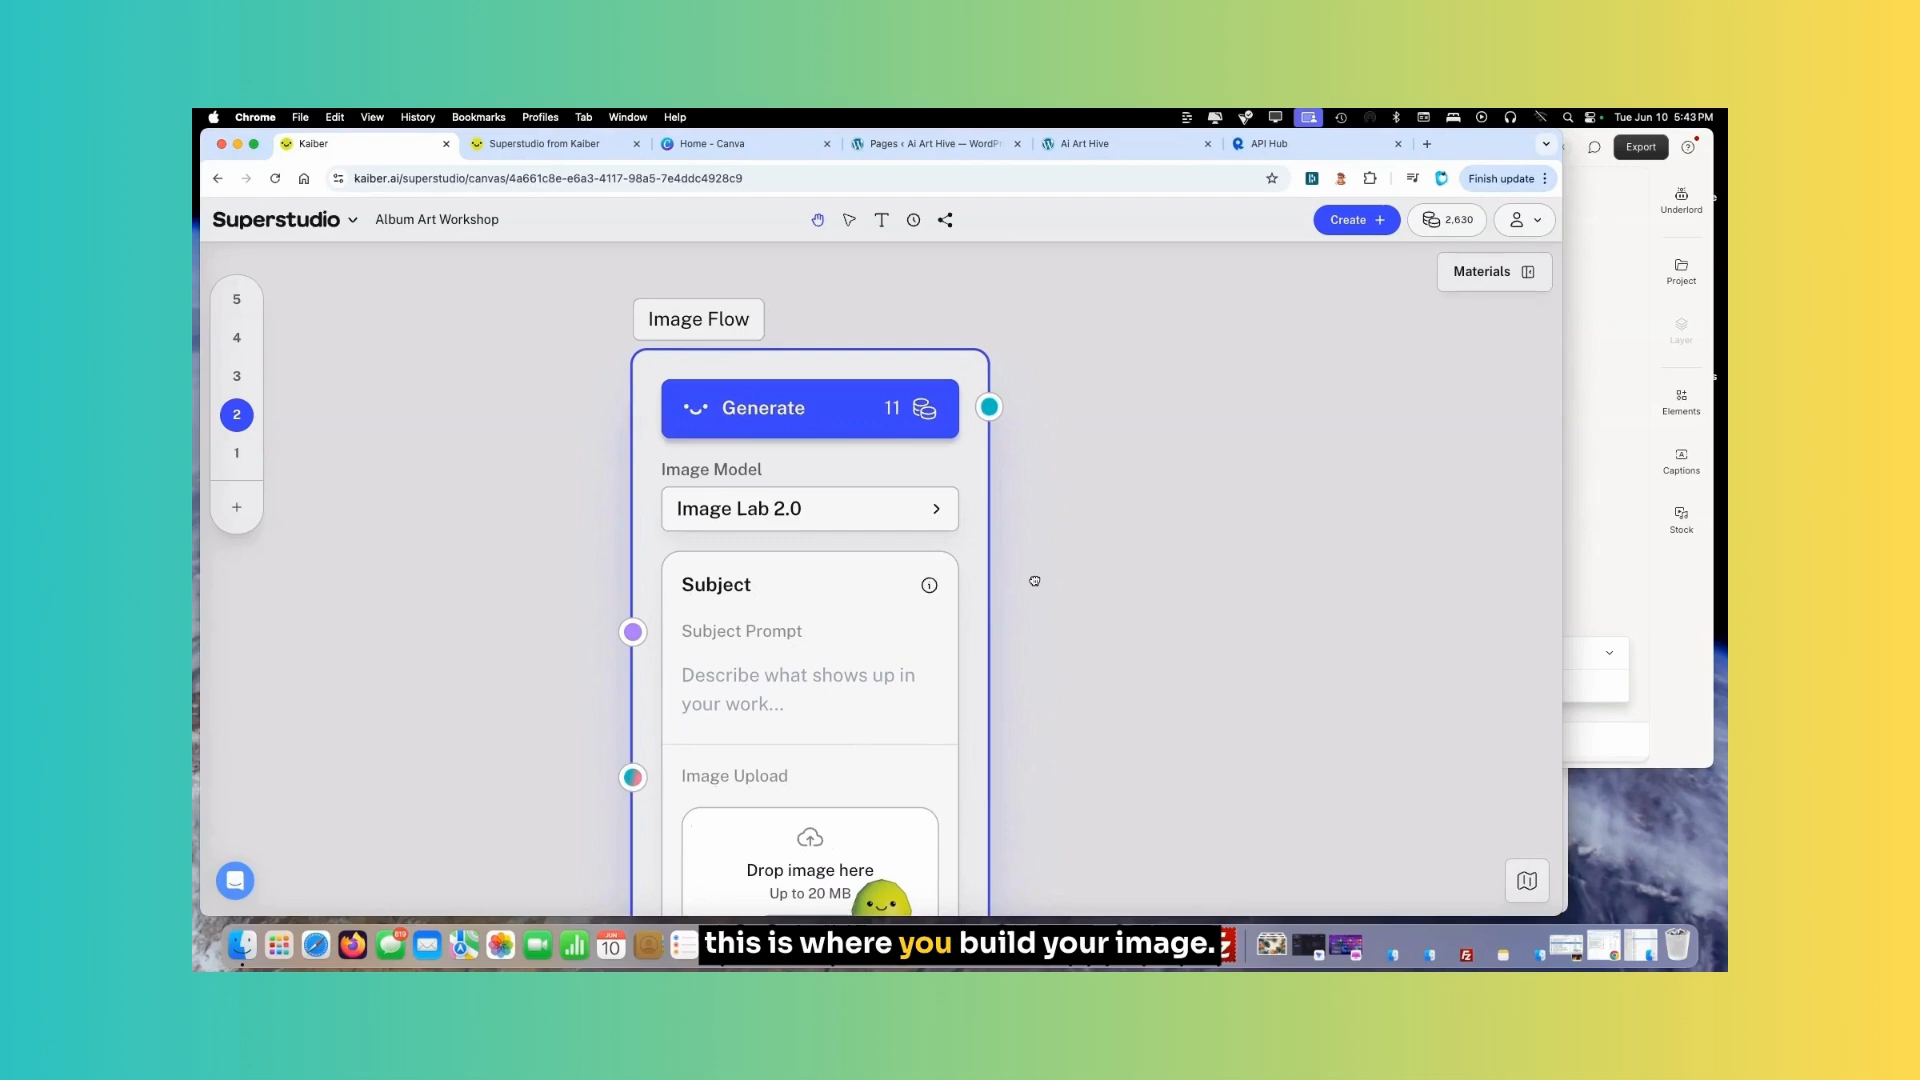 Chrome File Edit View History Bookmarks Profiles Tab Window Help
Tue Jun 10 5:43 PM
Kaiber
Superstudio from Kaiber
Home - Canva
Pages ‹ Ai Art Hive — WordPr
Ai Art Hive
API Hub
Export
kaiber.ai/superstudio/canvas/4a661c8e-e6a3-4117-98a5-7e4ddc4928c9
Finish update
Superstudio
Album Art Workshop
Create +
2,630
Materials
Underlord
Project
Layer
Elements
Captions
Stock
5
4
3
2
1
+
Image Flow
Generate 11
Image Model
Image Lab 2.0
Subject
Subject Prompt
Describe what shows up in
your work...
Image Upload
Drop image here
Up to 20 MB
819
JUN
10
this is where you build your image.